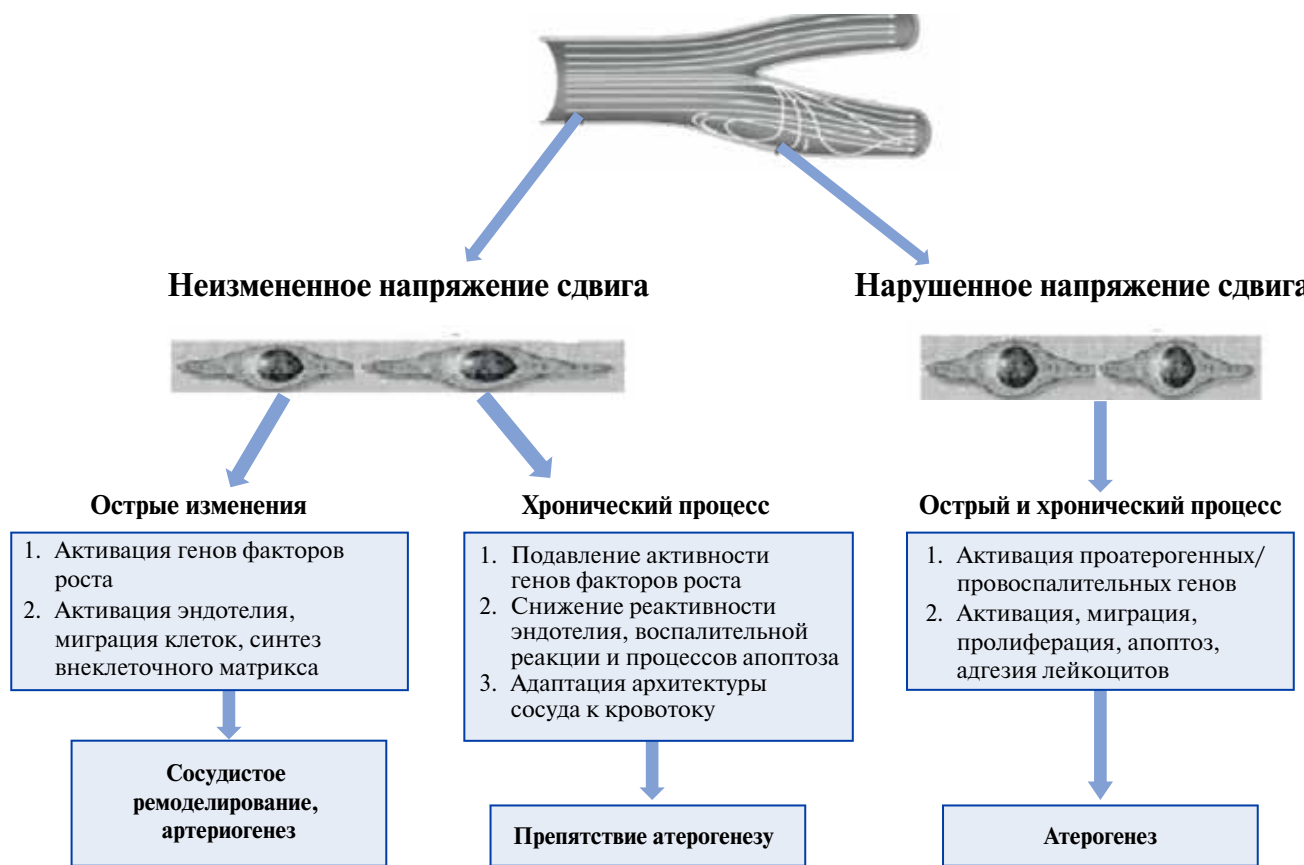 Неизмененное напряжение сдвига
Нарушенное напряжение сдвига
Острые изменения
1. Активация генов факторов
роста
2. Активация эндотелия,
миграция клеток, синтез
внеклеточного матрикса
Сосудистое
ремоделирование,
артериогенез
Хронический процесс
1. Подавление активности
генов факторов роста
2. Снижение реактивности
эндотелия, воспалительной
реакции и процессов апоптоза
3. Адаптация архитектуры
сосуда к кровотоку
Препятствие атерогенезу
Острый и хронический процесс
1. Активация проатерогенных/
провоспалительных генов
2. Активация, миграция,
пролиферация, апоптоз,
адгезия лейкоцитов
Атерогенез